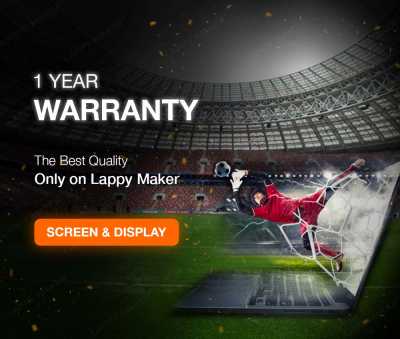 1 YEAR
WARRANTY
The Best Quality
Only on Lappy Maker
SCREEN & DISPLAY